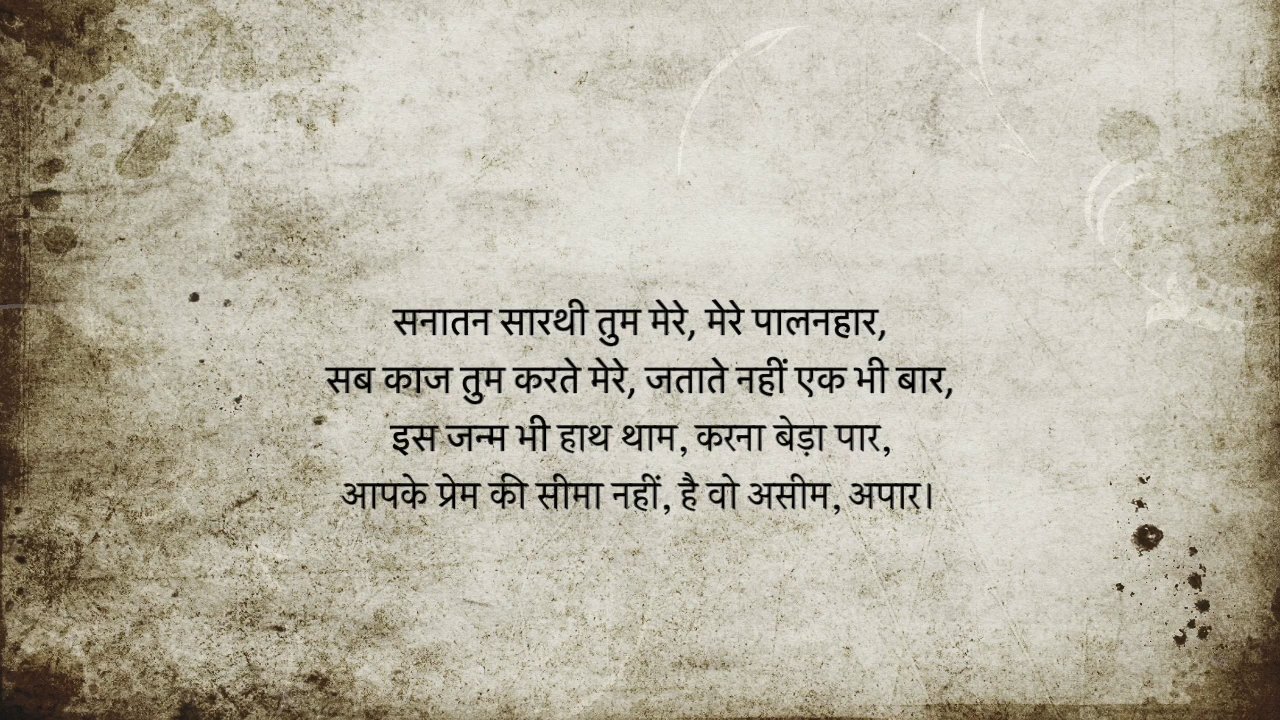 सनातन सारथी तुम मेरे, मेरे पालनहार,
सब काज तुम करते मेरे, जताते नहीं एक भी बार,
इस जन्म भी हाथ थाम, करना बेड़ा पार,
आपके प्रेम की सीमा नहीं, है वो असीम, अपार।